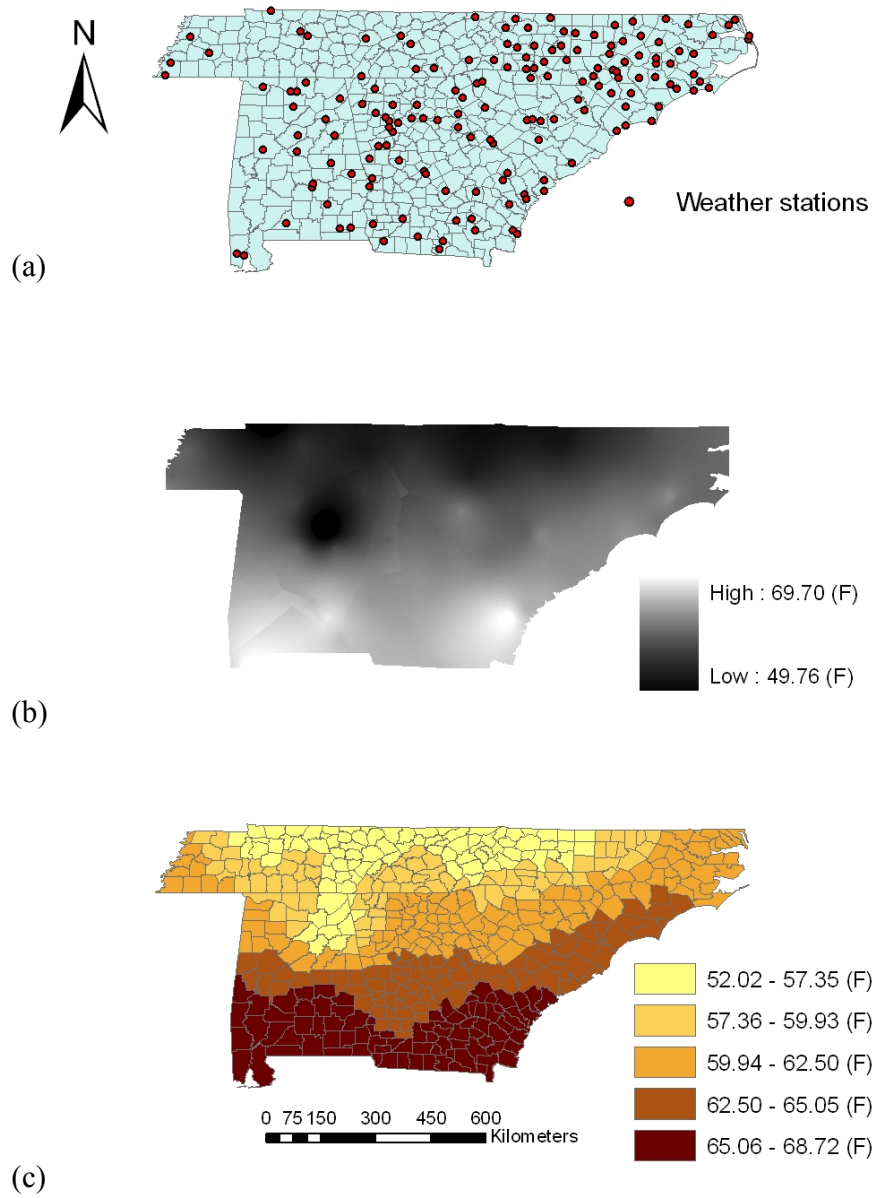 N
Weather stations
(a)
High : 69.70 (F)
Low : 49.76 (F)
(b)
52.02 - 57.35 (F)
57.36 - 59.93 (F)
59.94 - 62.50 (F)
62.50 - 65.05 (F)
65.06 - 68.72 (F)
0 75 150 300 450 600
Kilometers
(c)